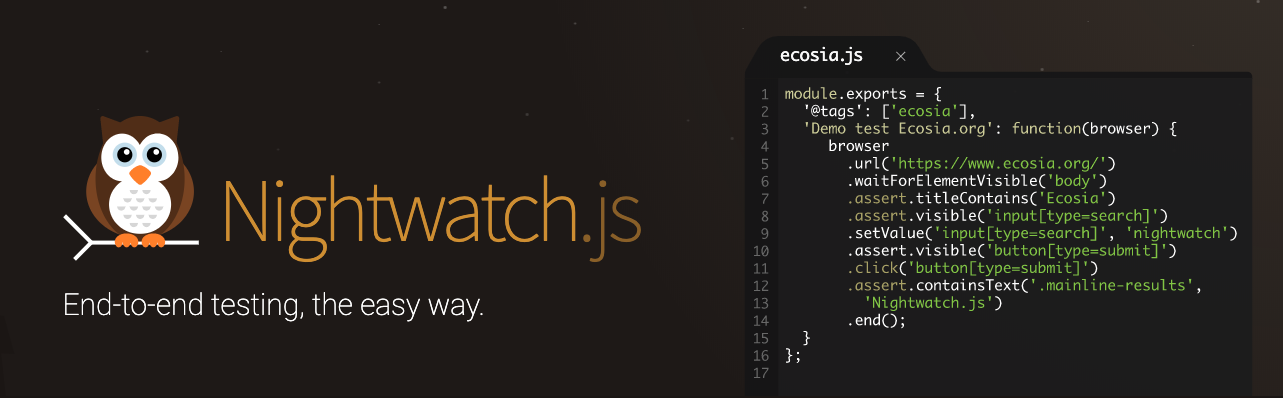 Nightwatch.js
End-to-end testing, the easy way.
ecosia.js ×
1 module.exports = {
2   '@tags': ['ecosia'],
3   'Demo test Ecosia.org': function(browser) {
4     browser
5       .url('https://www.ecosia.org/')
6       .waitForElementVisible('body')
7       .assert.titleContains('Ecosia')
8       .assert.visible('input[type=search]')
9       .setValue('input[type=search]', 'nightwatch')
10       .assert.visible('button[type=submit]')
11       .click('button[type=submit]')
12       .assert.containsText('.mainline-results',
13         'Nightwatch.js')
14       .end();
15   }
16 };
17